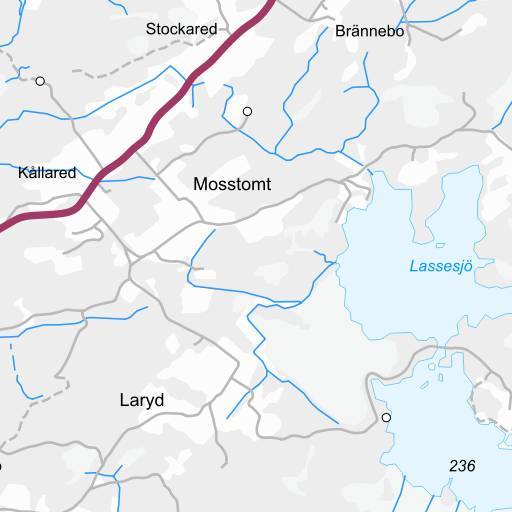 Stockared
Brännebo
Kållared
Mosstomt
Lassesjö
Laryd
236